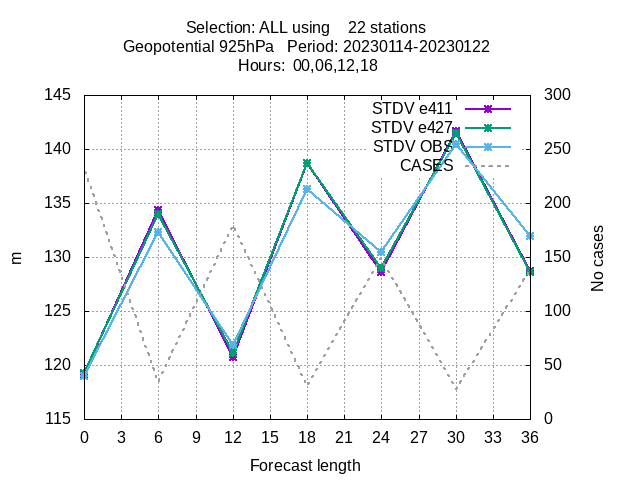 Selection: ALL using    22 stations
Geopotential 925hPa   Period: 20230114-20230122
Hours:  00,06,12,18
145
140
135
130
125
120
115
m
300
250
200
150
100
50
0
No cases
STDV e411
STDV e427
STDV OBS
CASES
0 3 6 9 12 15 18 21 24 27 30 33 36
Forecast length